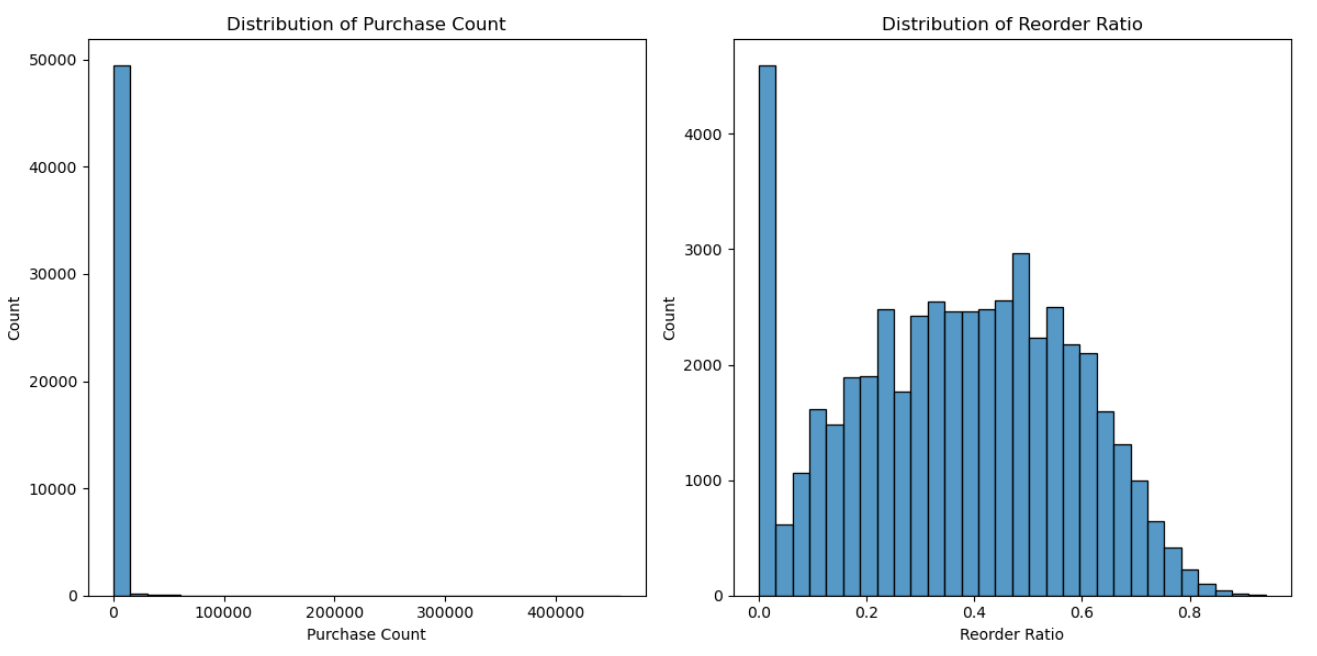 Distribution of Purchase Count
50000
40000
30000
20000
10000
0
Count
0 100000 200000 300000 400000
Purchase Count
Distribution of Reorder Ratio
4000
3000
2000
1000
0
Count
0.0 0.2 0.4 0.6 0.8
Reorder Ratio